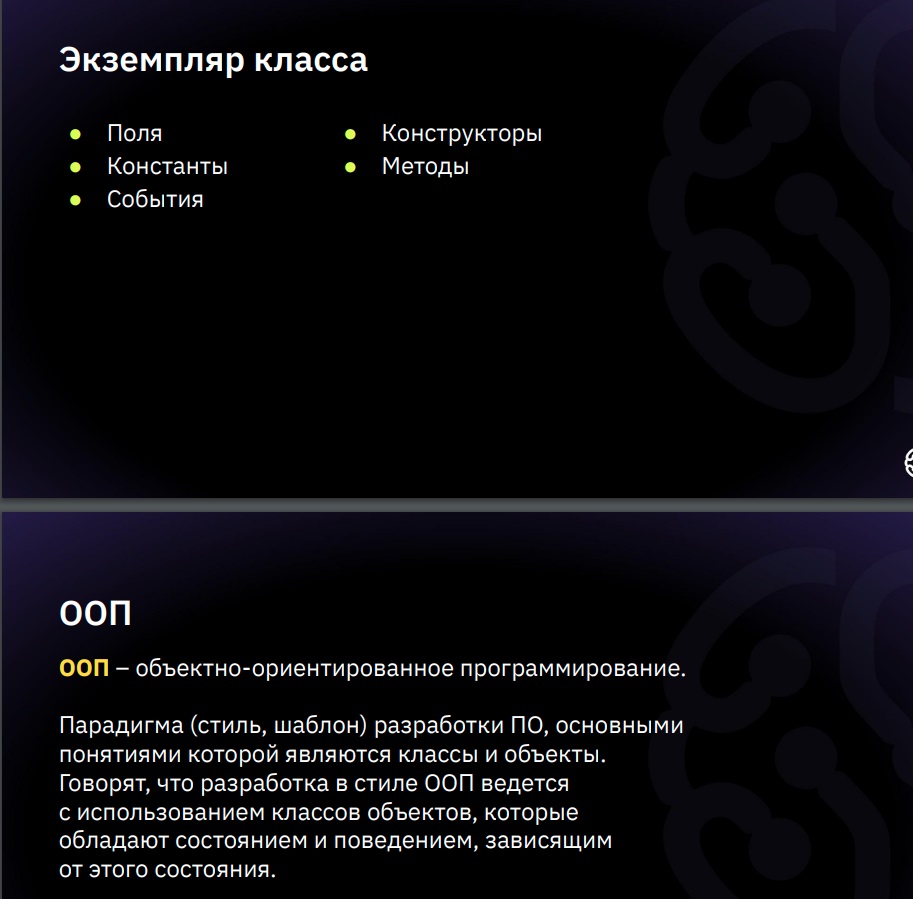 Экземпляр класса
● Поля
● Константы
● События
● Конструкторы
● Методы
ООП
ООП – объектно-ориентированное программирование.
Парадигма (стиль, шаблон) разработки ПО, основными
понятиями которой являются классы и объекты.
Говорят, что разработка в стиле ООП ведется
с использованием классов объектов, которые
обладают состоянием и поведением, зависящим
от этого состояния.